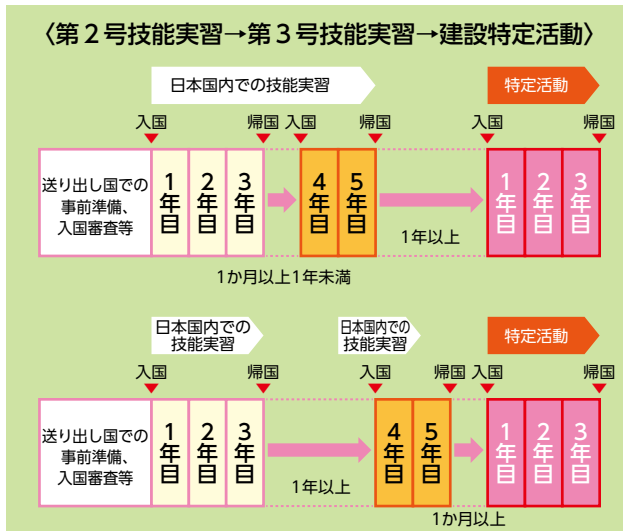 〈第２号技能実習→第３号技能実習→建設特定活動〉
日本国内での技能実習
特定活動
入国
帰国
入国
帰国
入国
帰国
送り出し国での
事前準備、
入国審査等
1年目
2年目
3年目
4年目
5年目
1年目
2年目
3年目
1年以上
1か月以上1年未満
日本国内での
技能実習
日本国内での
技能実習
特定活動
入国
帰国
入国
帰国
入国
帰国
送り出し国での
事前準備、
入国審査等
1年目
2年目
3年目
4年目
5年目
1年目
2年目
3年目
1年以上
1か月以上